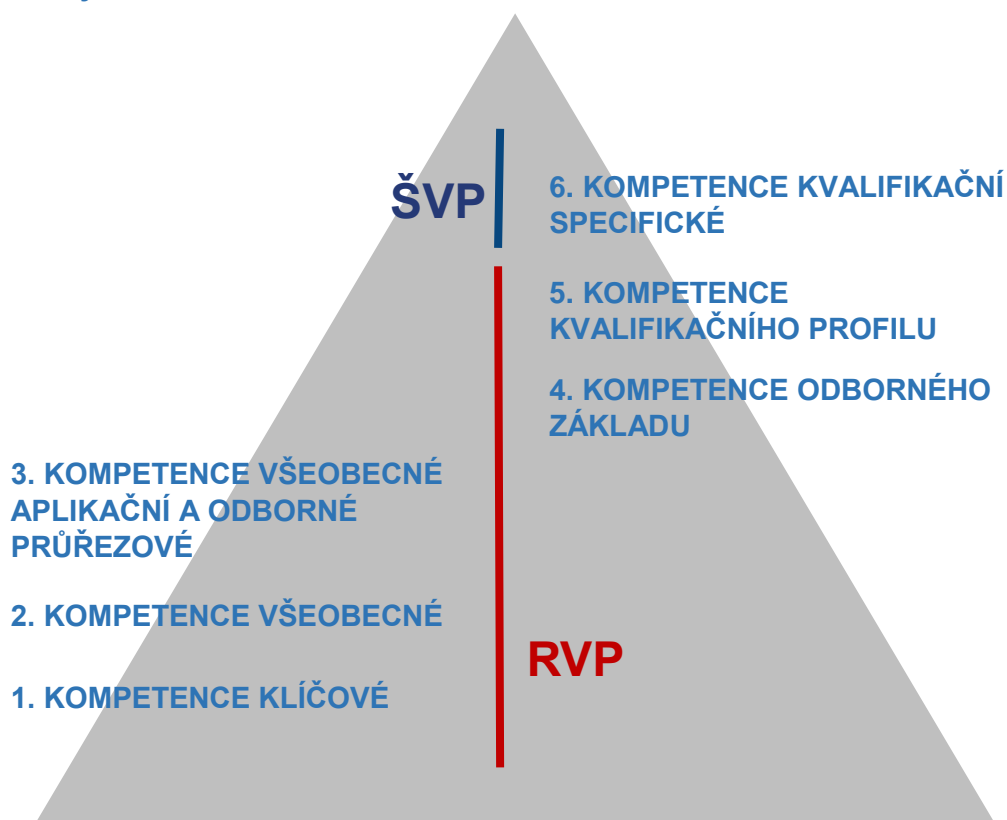 ŠVP
6. KOMPETENCE KVALIFIKAČNÍ
SPECIFICKÉ
5. KOMPETENCE
KVALIFIKAČNÍHO PROFILU
4. KOMPETENCE ODBORNÉHO
ZÁKLADU
3. KOMPETENCE VŠEOBECNÉ
APLIKAČNÍ A ODBORNÉ
PRŮŘEZOVÉ
2. KOMPETENCE VŠEOBECNÉ
RVP
1. KOMPETENCE KLÍČOVÉ